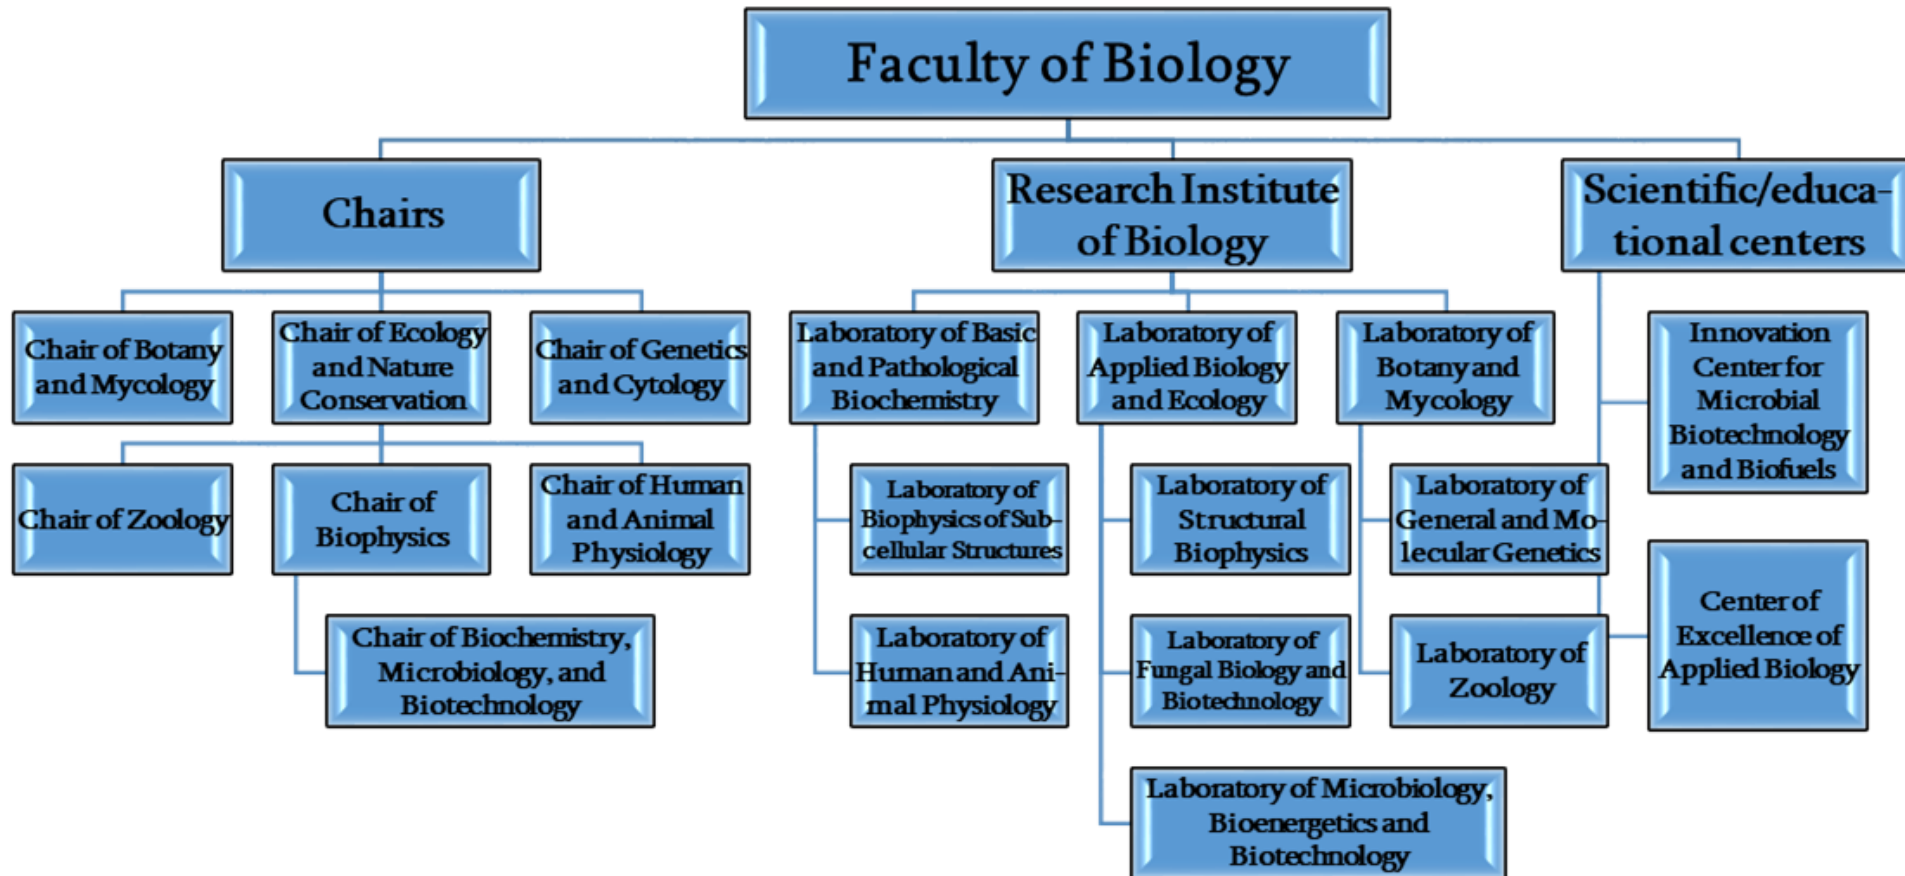 Faculty of Biology
Chairs
Research Institute
of Biology
Scientific/educa-
tional centers
Chair of Botany
and Mycology
Chair of Ecology
and Nature
Conservation
Chair of Genetics
and Cytology
Laboratory of Basic
and Pathological
Biochemistry
Laboratory of
Applied Biology
and Ecology
Laboratory of
Botany and
Mycology
Innovation
Center for
Microbial
Biotechnology
and Biofuels
Chair of Zoology
Chair of
Biophysics
Chair of Human
and Animal
Physiology
Laboratory of
Biophysics of Sub-
cellular Structures
Laboratory of
Structural
Biophysics
Laboratory of
General and Mo-
lecular Genetics
Center of
Excellence of
Applied Biology
Chair of Biochemistry,
Microbiology, and
Biotechnology
Laboratory of
Human and Ani-
mal Physiology
Laboratory of
Fungal Biology and
Biotechnology
Laboratory of
Zoology
Laboratory of Microbiology,
Bioenergetics and
Biotechnology